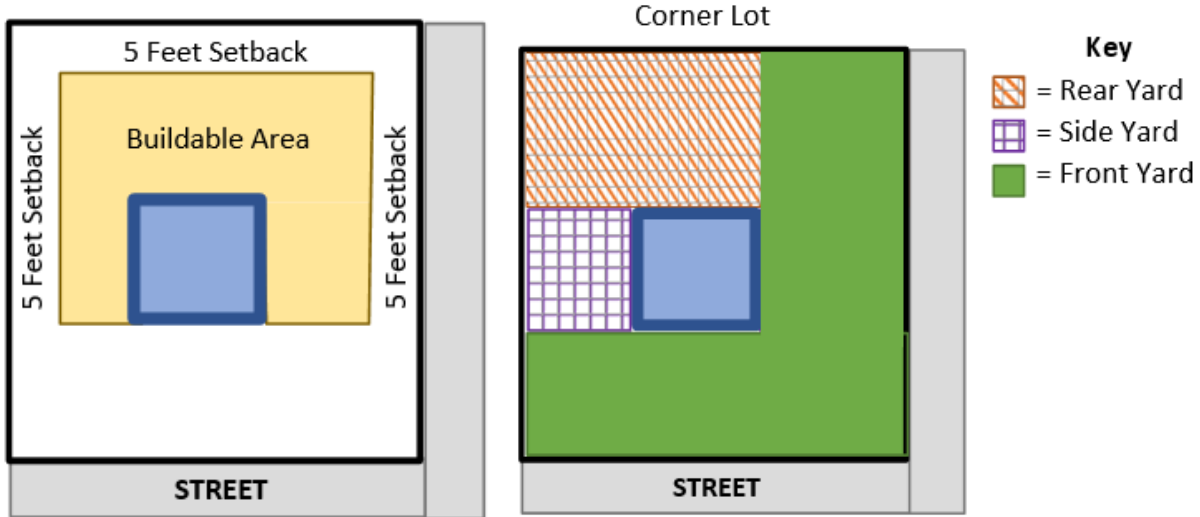 5 Feet Setback
5 Feet Setback
Buildable Area
5 Feet Setback
STREET
Corner Lot
STREET
Key
= Rear Yard
= Side Yard
= Front Yard